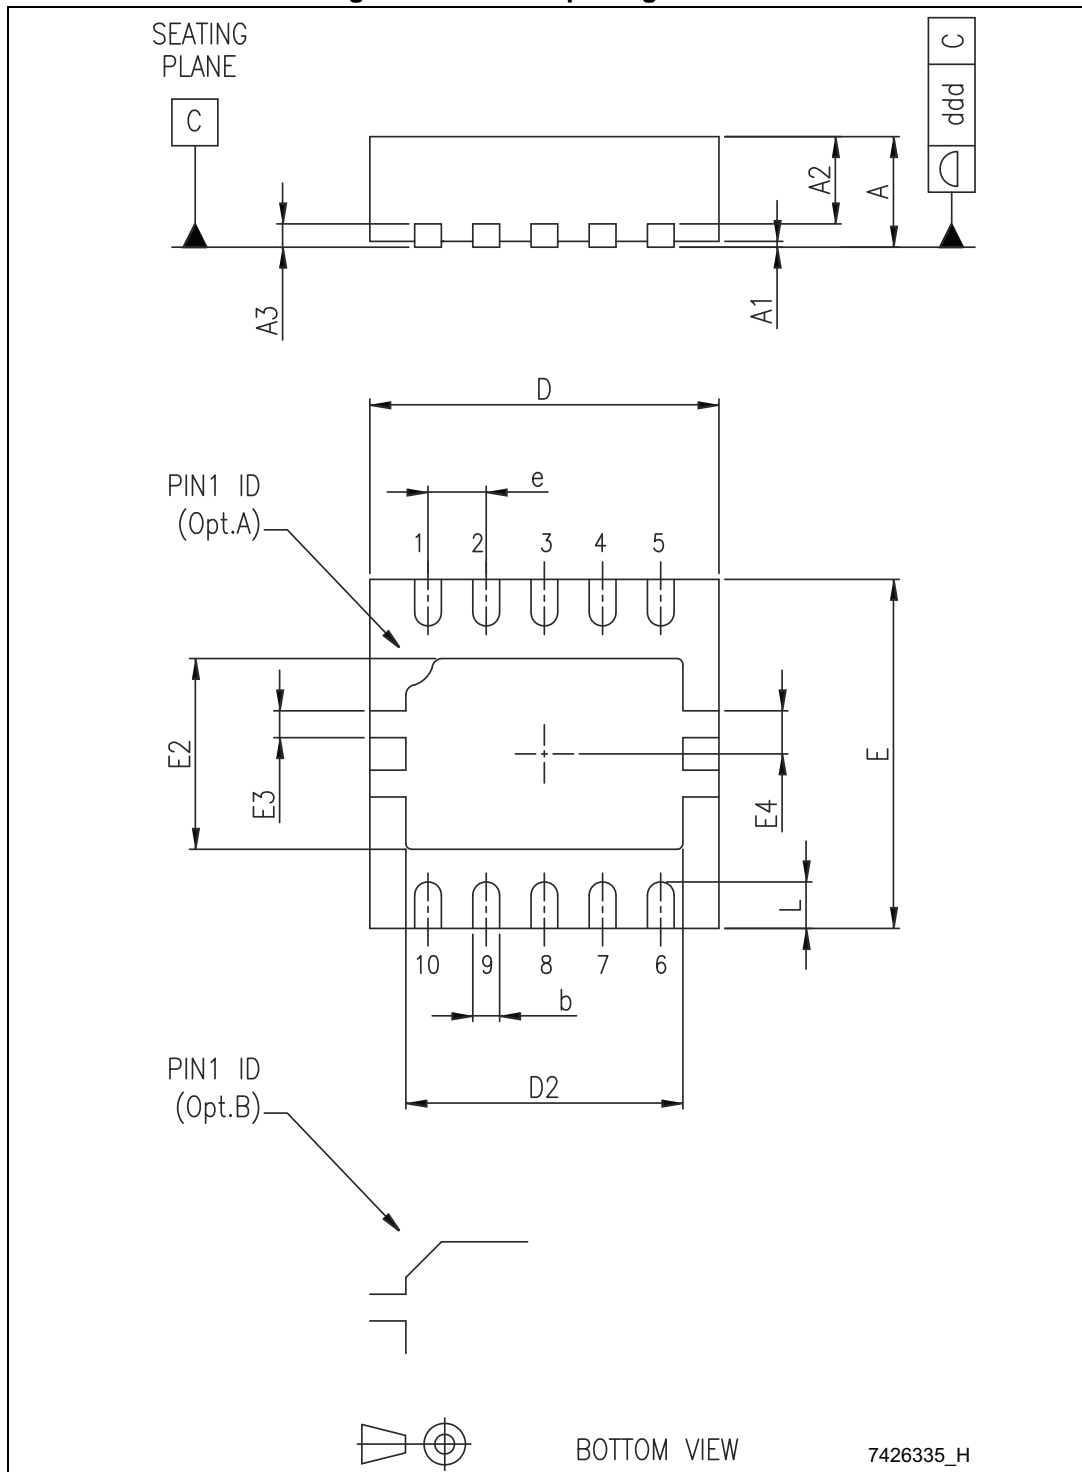 SEATING
PLANE
C
C
ddd
A2
A
A3
A1
D
PIN1 ID
(Opt.A)
e
1 2 3 4 5
E2
E3
E4
E
L
10 9 8 7 6
b
PIN1 ID
(Opt.B)
D2
BOTTOM VIEW
7426335_H